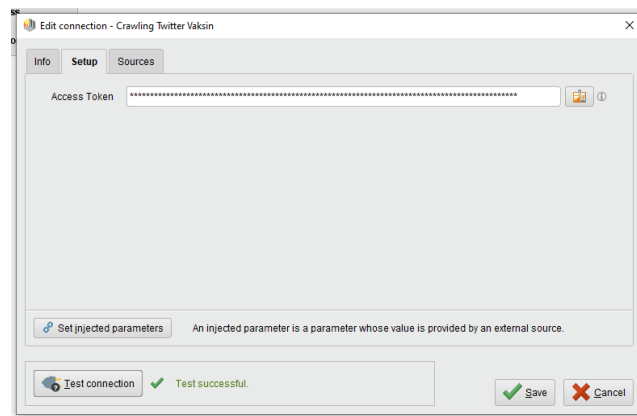 ss
Edit connection - Crawling Twitter Vaksin
Info Setup Sources
Access Token ************************************************************************************************
Set injected parameters An injected parameter is a parameter whose value is provided by an external source.
Test connection Test successful.
Save Cancel